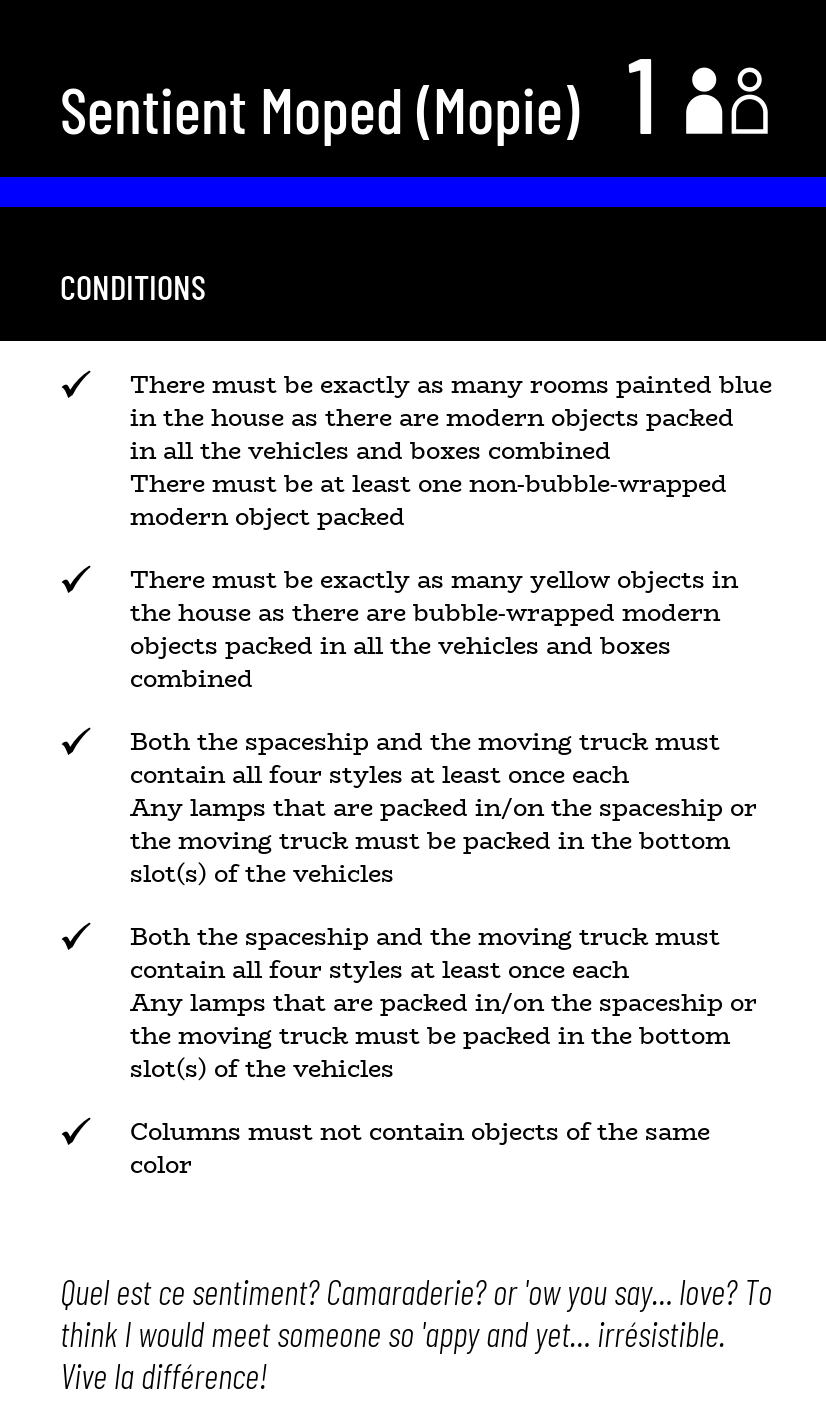 Sentient Moped (Mopie) 1
CONDITIONS
There must be exactly as many rooms painted blue
in the house as there are modern objects packed
in all the vehicles and boxes combined
There must be at least one non-bubble-wrapped
modern object packed
There must be exactly as many yellow objects in
the house as there are bubble-wrapped modern
objects packed in all the vehicles and boxes
combined
Both the spaceship and the moving truck must
contain all four styles at least once each
Any lamps that are packed in/on the spaceship or
the moving truck must be packed in the bottom
slot(s) of the vehicles
Both the spaceship and the moving truck must
contain all four styles at least once each
Any lamps that are packed in/on the spaceship or
the moving truck must be packed in the bottom
slot(s) of the vehicles
Columns must not contain objects of the same
color
Quel est ce sentiment? Camaraderie? or 'ow you say... love? To
think I would meet someone so 'appy and yet... irrésistible.
Vive la différence!